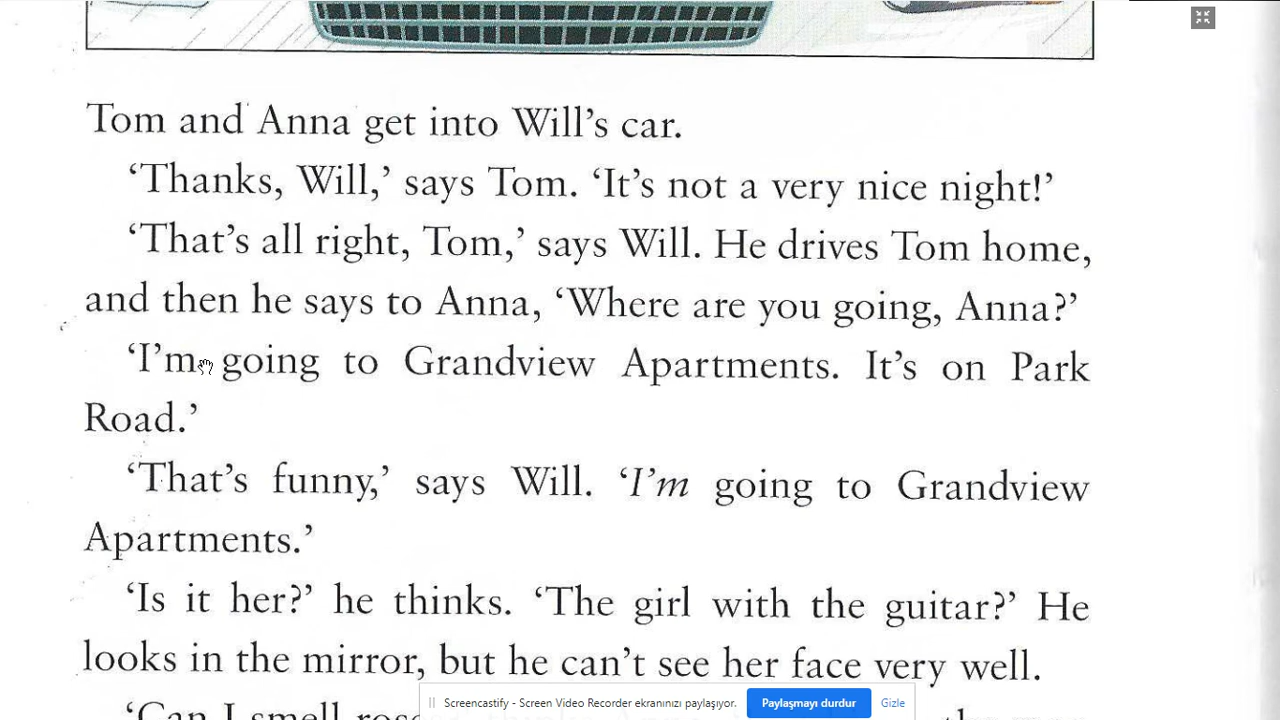 Tom and Anna get into Will's car.
‘Thanks, Will,’ says Tom. ‘It's not a very nice night!’
‘That's all right, Tom,’ says Will. He drives Tom home,
and then he says to Anna, ‘Where are you going, Anna?’
‘I'm going to Grandview Apartments. It's on Park
Road.’
‘That's funny,’ says Will. ‘I'm going to Grandview
Apartments.’
‘Is it her?’ he thinks. ‘The girl with the guitar?’ He
looks in the mirror, but he can't see her face very well.
‘Can I smell
Screencastify - Screen Video Recorder ekranınızı paylaşıyor.
Paylaşmayı durdur
Gizle